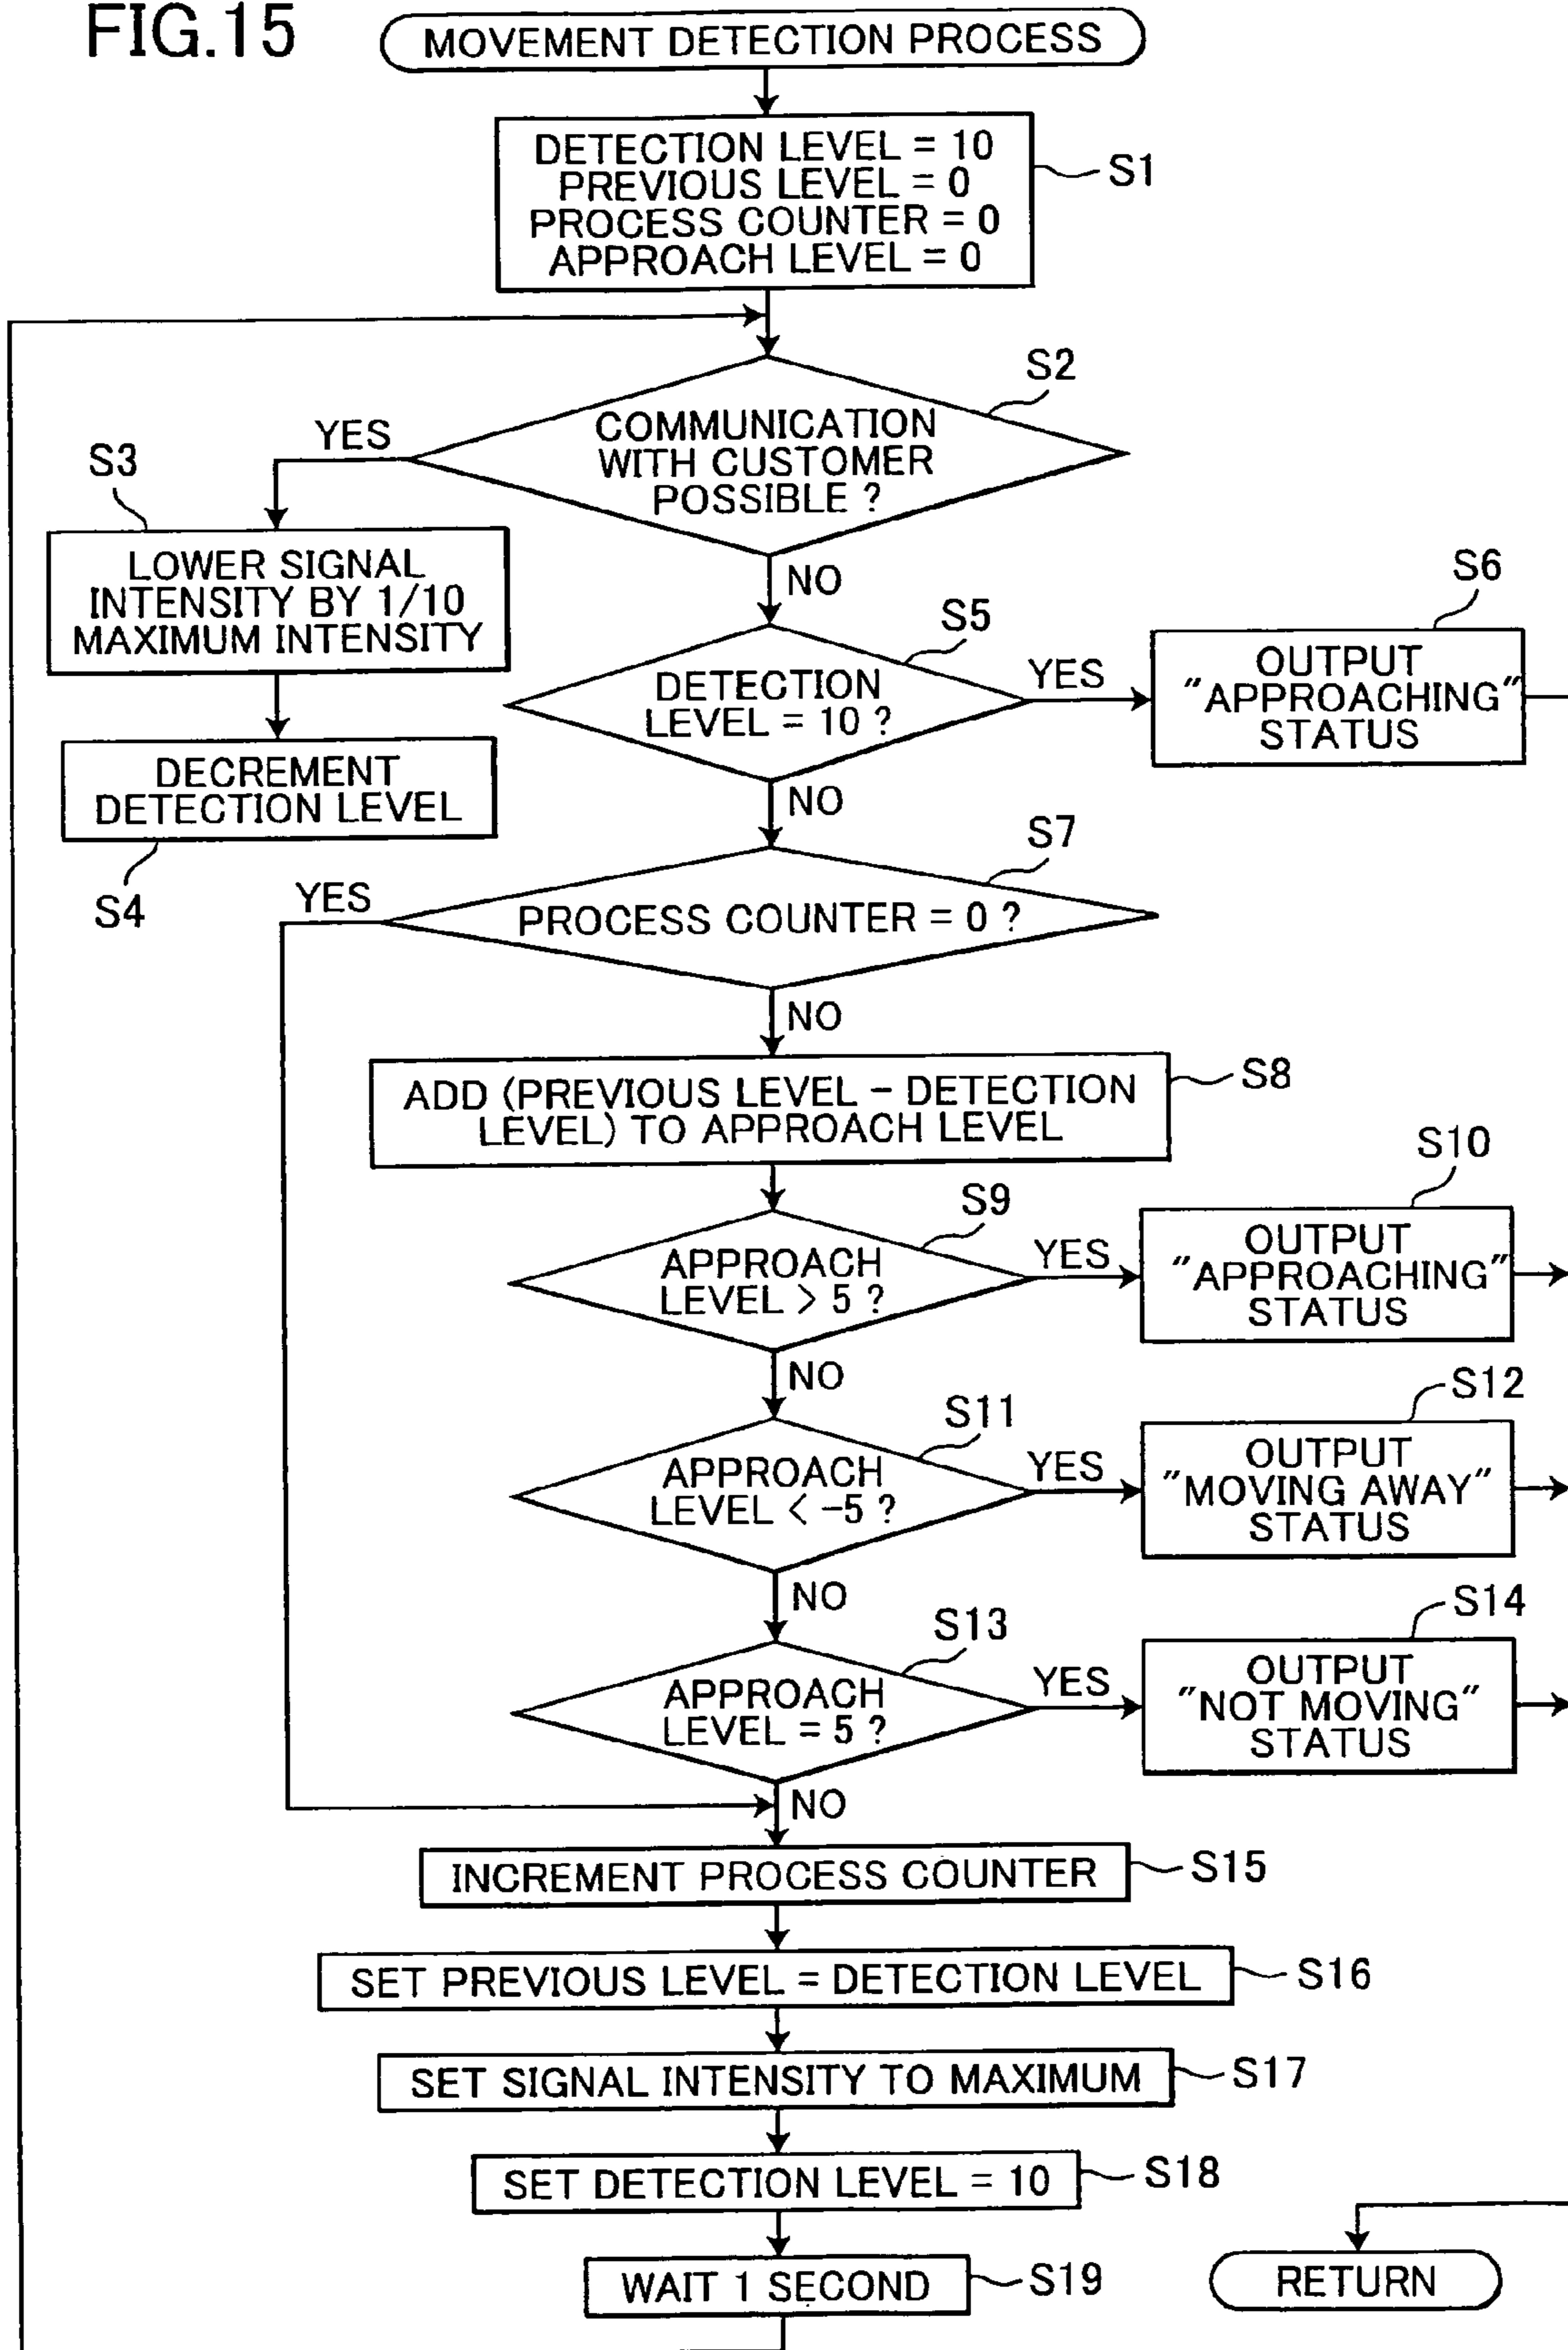 FIG.15
MOVEMENT DETECTION PROCESS
DETECTION LEVEL = 10
PREVIOUS LEVEL = 0
PROCESS COUNTER = 0
APPROACH LEVEL = 0
S1
S2
COMMUNICATION
WITH CUSTOMER
POSSIBLE ?
YES
S3
LOWER SIGNAL
INTENSITY BY 1/10
MAXIMUM INTENSITY
NO
S5
DETECTION
LEVEL = 10 ?
YES
S6
OUTPUT
"APPROACHING"
STATUS
DECREMENT
DETECTION LEVEL
S4
NO
S7
YES
PROCESS COUNTER = 0 ?
NO
ADD (PREVIOUS LEVEL - DETECTION
LEVEL) TO APPROACH LEVEL
S8
S9
APPROACH
LEVEL > 5 ?
YES
S10
OUTPUT
"APPROACHING"
STATUS
NO
S11
APPROACH
LEVEL < -5 ?
YES
S12
OUTPUT
"MOVING AWAY"
STATUS
NO
S13
APPROACH
LEVEL = 5 ?
YES
S14
OUTPUT
"NOT MOVING"
STATUS
NO
INCREMENT PROCESS COUNTER
S15
SET PREVIOUS LEVEL = DETECTION LEVEL
S16
SET SIGNAL INTENSITY TO MAXIMUM
S17
SET DETECTION LEVEL = 10
S18
WAIT 1 SECOND
S19
RETURN